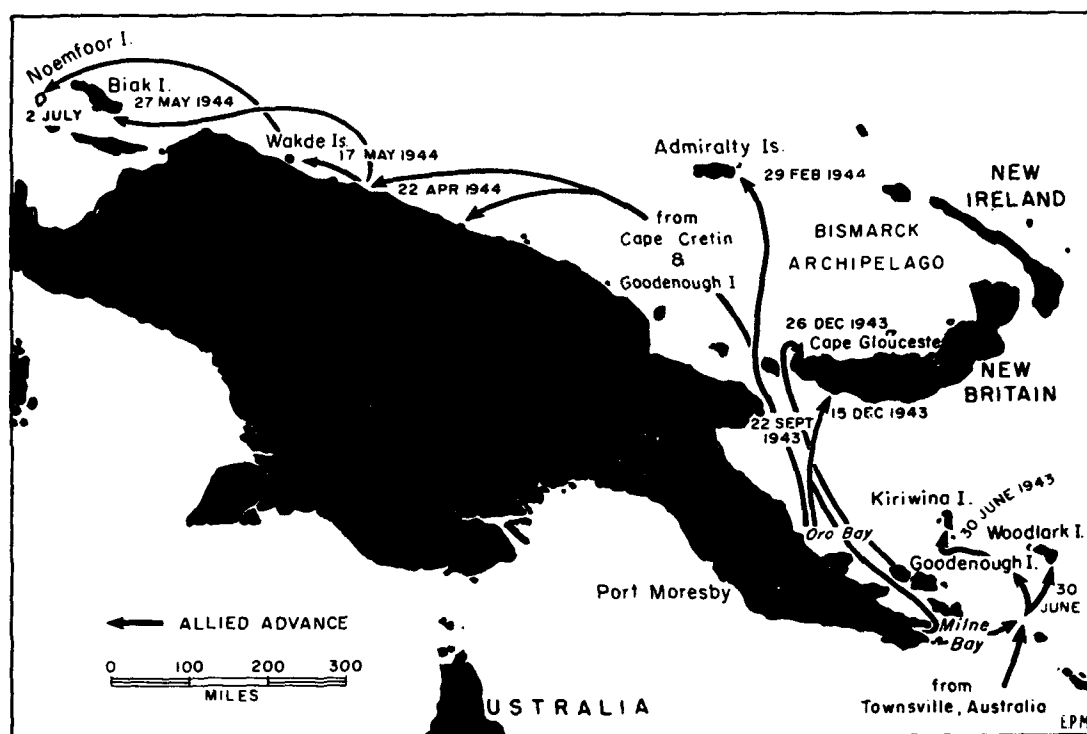 Noemfoor I.
Biak I.
27 MAY 1944
2 JULY
Wakde Is.
17 MAY 1944
22 APR 1944
Admiralty Is.
29 FEB 1944
NEW
IRELAND
from
Cape Cretin
&
Goodenough I
BISMARCK
ARCHIPELAGO
26 DEC 1943
Cape Glouceste
NEW
BRITAIN
15 DEC 1943
22 SEPT
1943
Kiriwina I.
30 JUNE 1943
Woodlark I.
Oro Bay
Goodenough I.
30
JUNE
Port Moresby
Milne
Bay
ALLIED ADVANCE
0 100 200 300
MILES
USTRALIA
from
Townsville, Australia
E.P.M